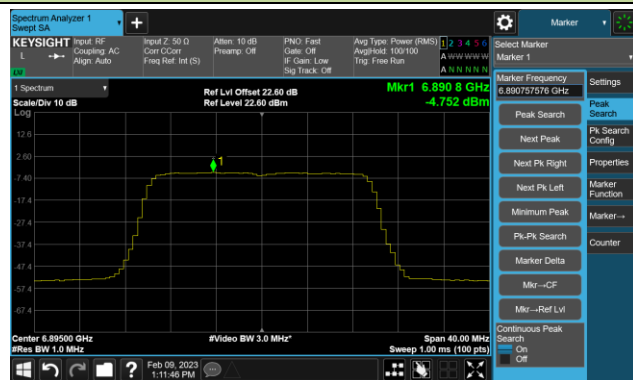 Spectrum Analyzer 1
Swept SA
Marker
KEYSIGHT
L
LW
Input: RF
Coupling: AC
Align: Auto
Input Z: 50 Ω
Corr CCorr
Freq Ref: Int (S)
Atten: 10 dB
Preamp: Off
PNO: Fast
Gate: Off
IF Gain: Low
Sig Track: Off
Avg Type: Power (RMS)
Avg|Hold: 100/100
Trig: Free Run
1 2 3 4 5 6
A W W W W W
A N N N N N
Select Marker
Marker 1
1 Spectrum
Scale/Div 10 dB
Log
Ref Lvl Offset 22.60 dB
Ref Level 22.60 dBm
Mkr1 6.890 8 GHz
-4.752 dBm
12.6
2.60
-7.40
-17.4
-27.4
-37.4
-47.4
-57.4
-67.4
1
Center 6.89500 GHz
#Res BW 1.0 MHz
#Video BW 3.0 MHz*
Span 40.00 MHz
Sweep 1.00 ms (100 pts)
Marker Frequency
6.890757576 GHz
Peak Search
Next Peak
Next Pk Right
Next Pk Left
Minimum Peak
Pk-Pk Search
Marker Delta
Mkr→CF
Mkr→Ref Lvl
Continuous Peak
Search
On
Off
Settings
Peak
Search
Pk Search
Config
Properties
Marker
Function
Marker→
Counter
?
Feb 09, 2023
1:11:46 PM